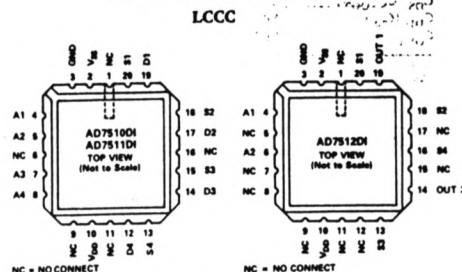 LCCC
GND VSS NC S1 D1
3 2 1 20 19
A1 4
A2 5
NC 6
A3 7
A4 8
AD7510DI
AD7511DI
TOP VIEW
(Not to Scale)
18 S2
17 D2
16 NC
15 S3
14 D3
9 10 11 12 13
NC VDD NC D4 S4
NC = NO CONNECT
GND VSS NC S1 OUT 1
3 2 1 20 19
A1 4
NC 5
A2 6
NC 7
NC 8
AD7512DI
TOP VIEW
(Not to Scale)
18 S2
17 NC
16 S4
15 NC
14 OUT 2
9 10 11 12 13
NC VDD NC NC S3
NC = NO CONNECT